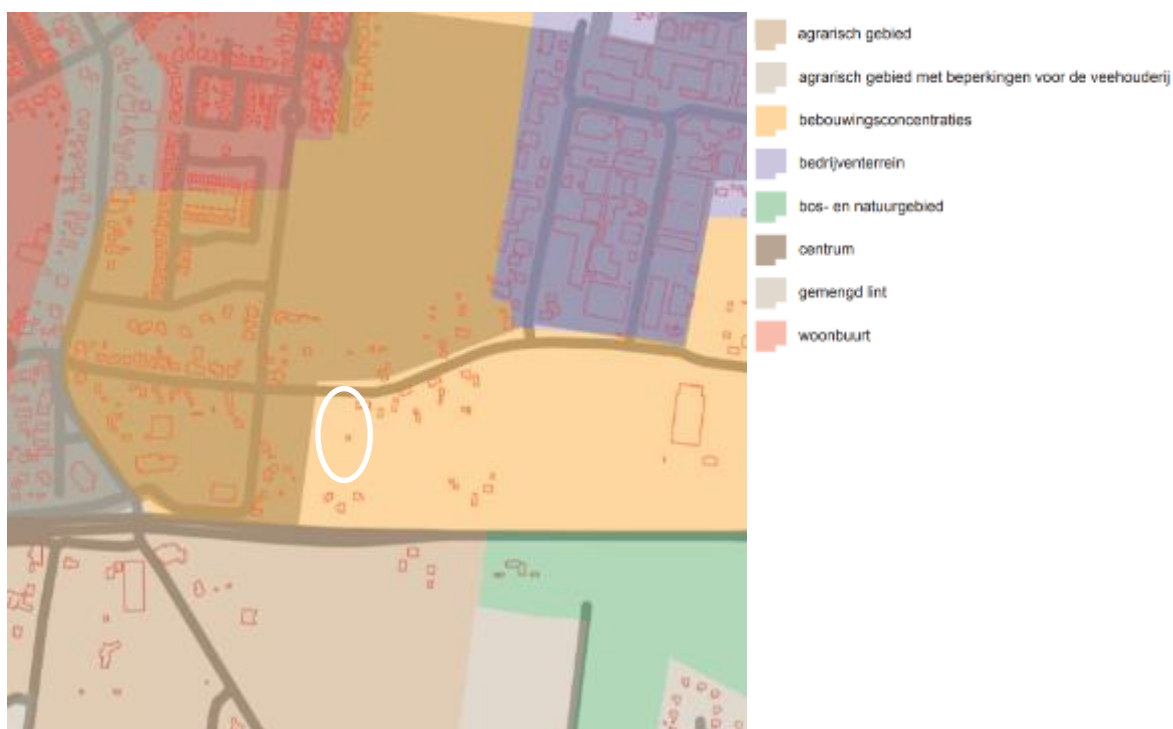 agrarisch gebied
agrarisch gebied met beperkingen voor de veehouderij
bebouwingsconcentraties
bedrijventerrein
bos- en natuurgebied
centrum
gemengd lint
woonbuurt